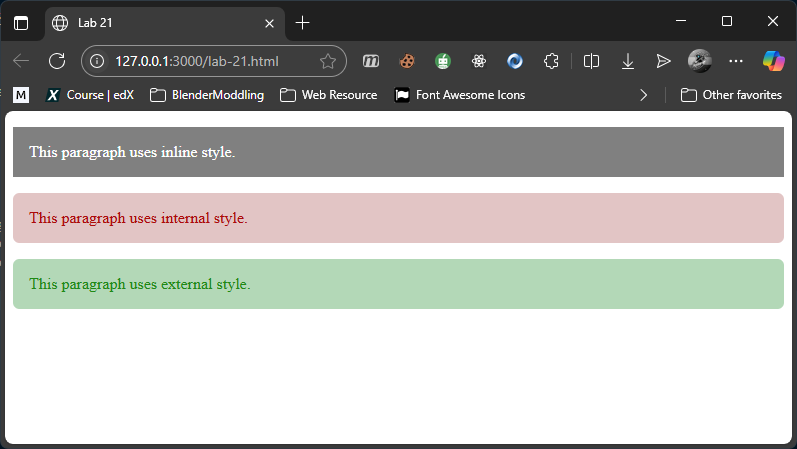 Lab 21
127.0.0.1:3000/lab-21.html
M Course | edX BlenderModdling Web Resource Font Awesome Icons Other favorites
This paragraph uses inline style.
This paragraph uses internal style.
This paragraph uses external style.